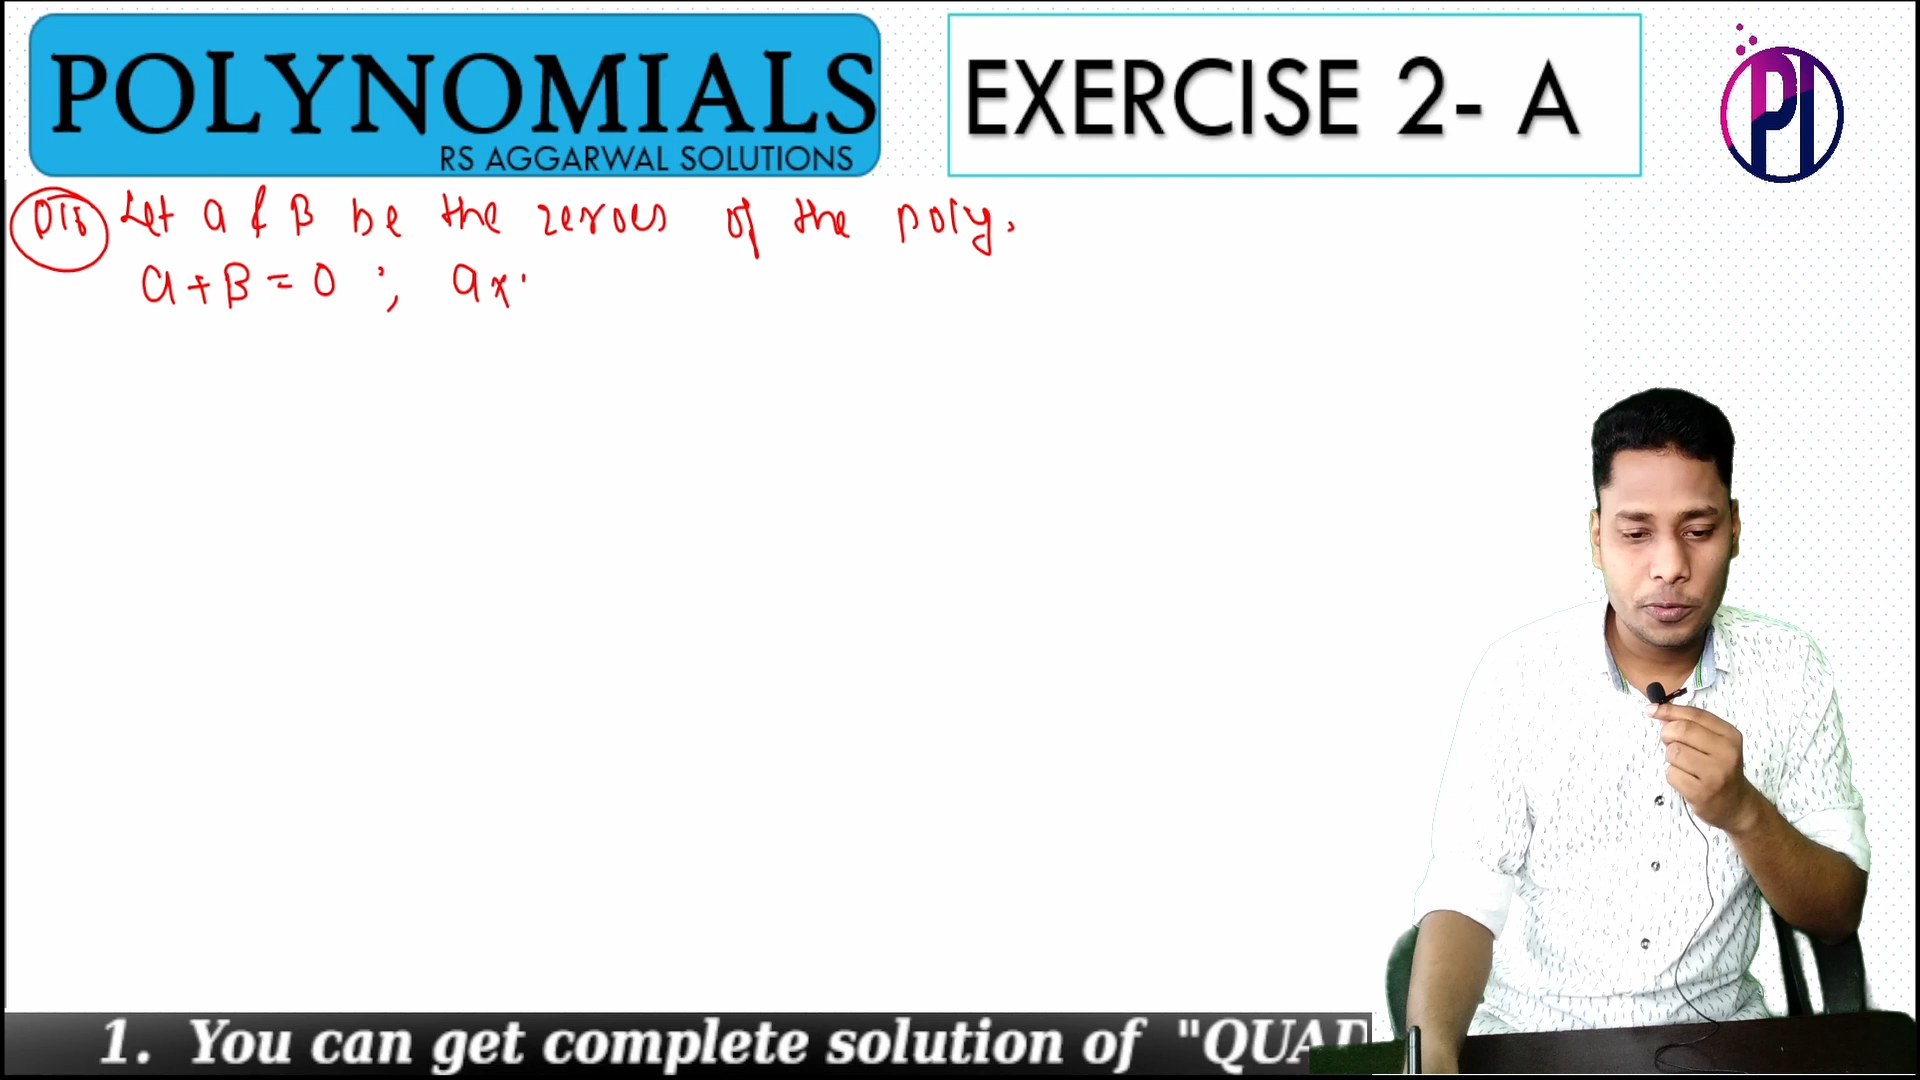 POLYNOMIALS
RS AGGARWAL SOLUTIONS
EXERCISE 2- A
PI
Let α & β be the zeroes of the poly.
α + β = 0 ; α x
1. You can get complete solution of "QUAD